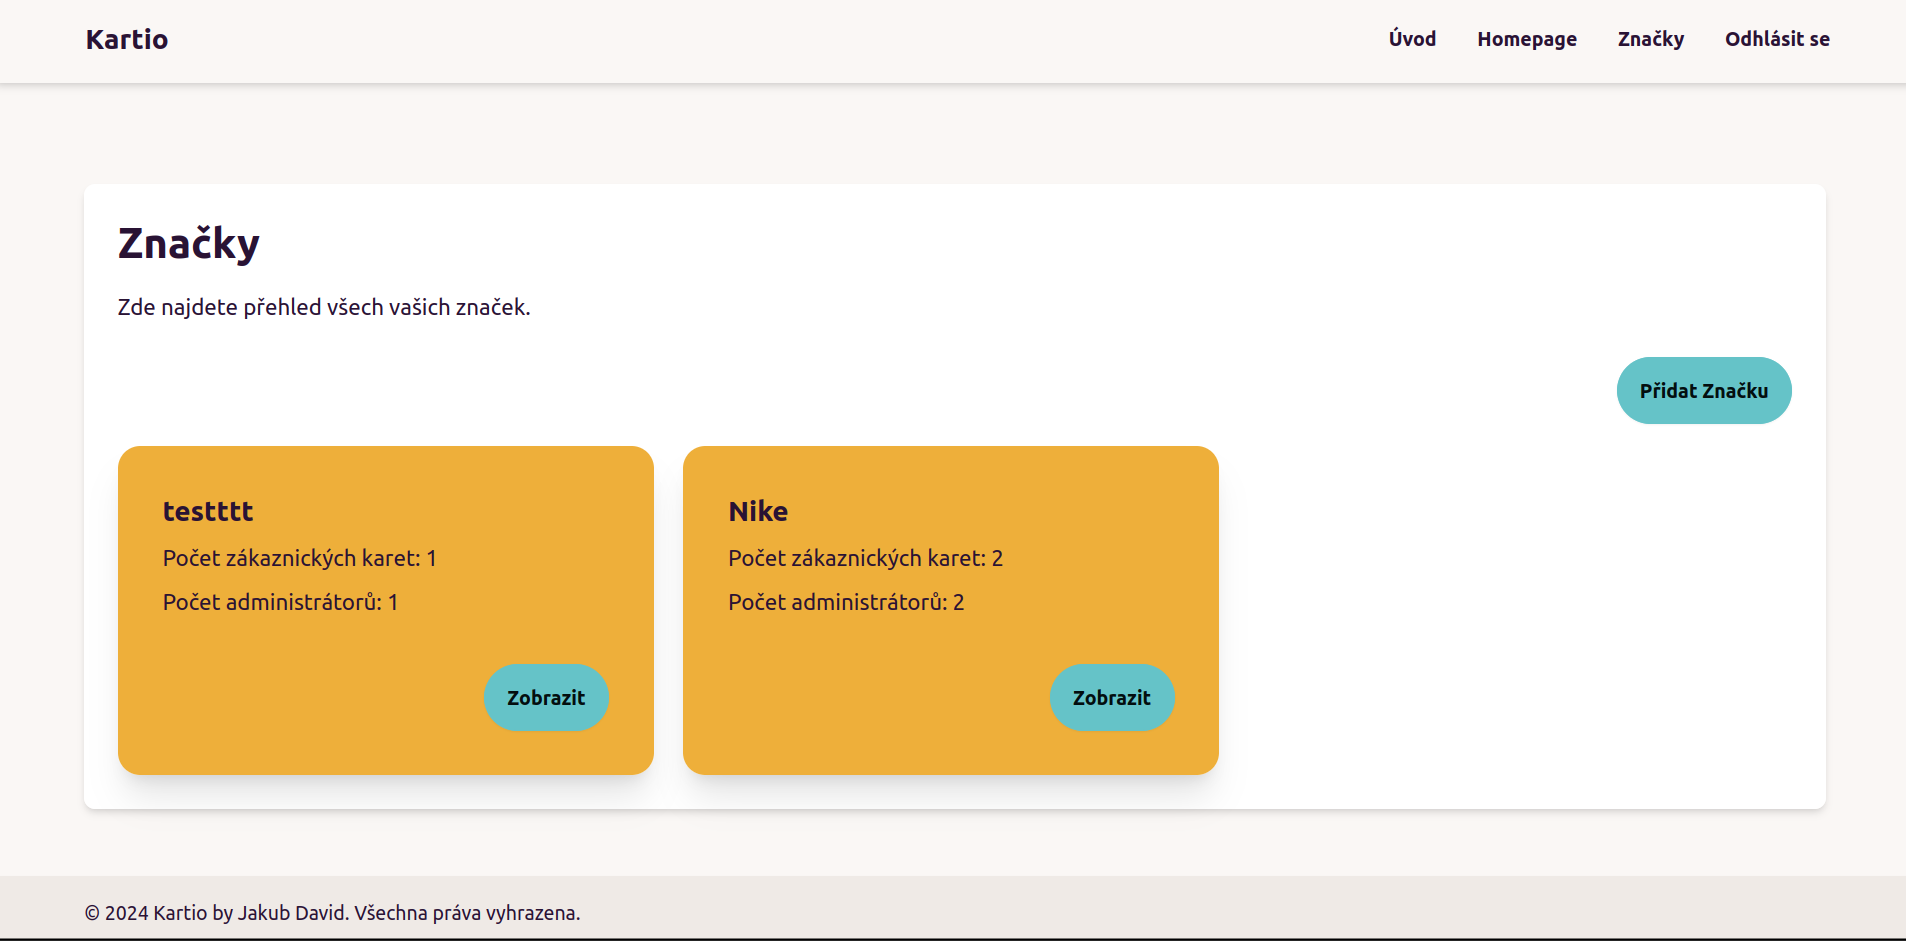 Kartio
Úvod Homepage Značky Odhlásit se
Značky
Zde najdete přehled všech vašich značek.
Přidat Značku
testttt
Počet zákaznických karet: 1
Počet administrátorů: 1
Zobrazit
Nike
Počet zákaznických karet: 2
Počet administrátorů: 2
Zobrazit
© 2024 Kartio by Jakub David. Všechna práva vyhrazena.